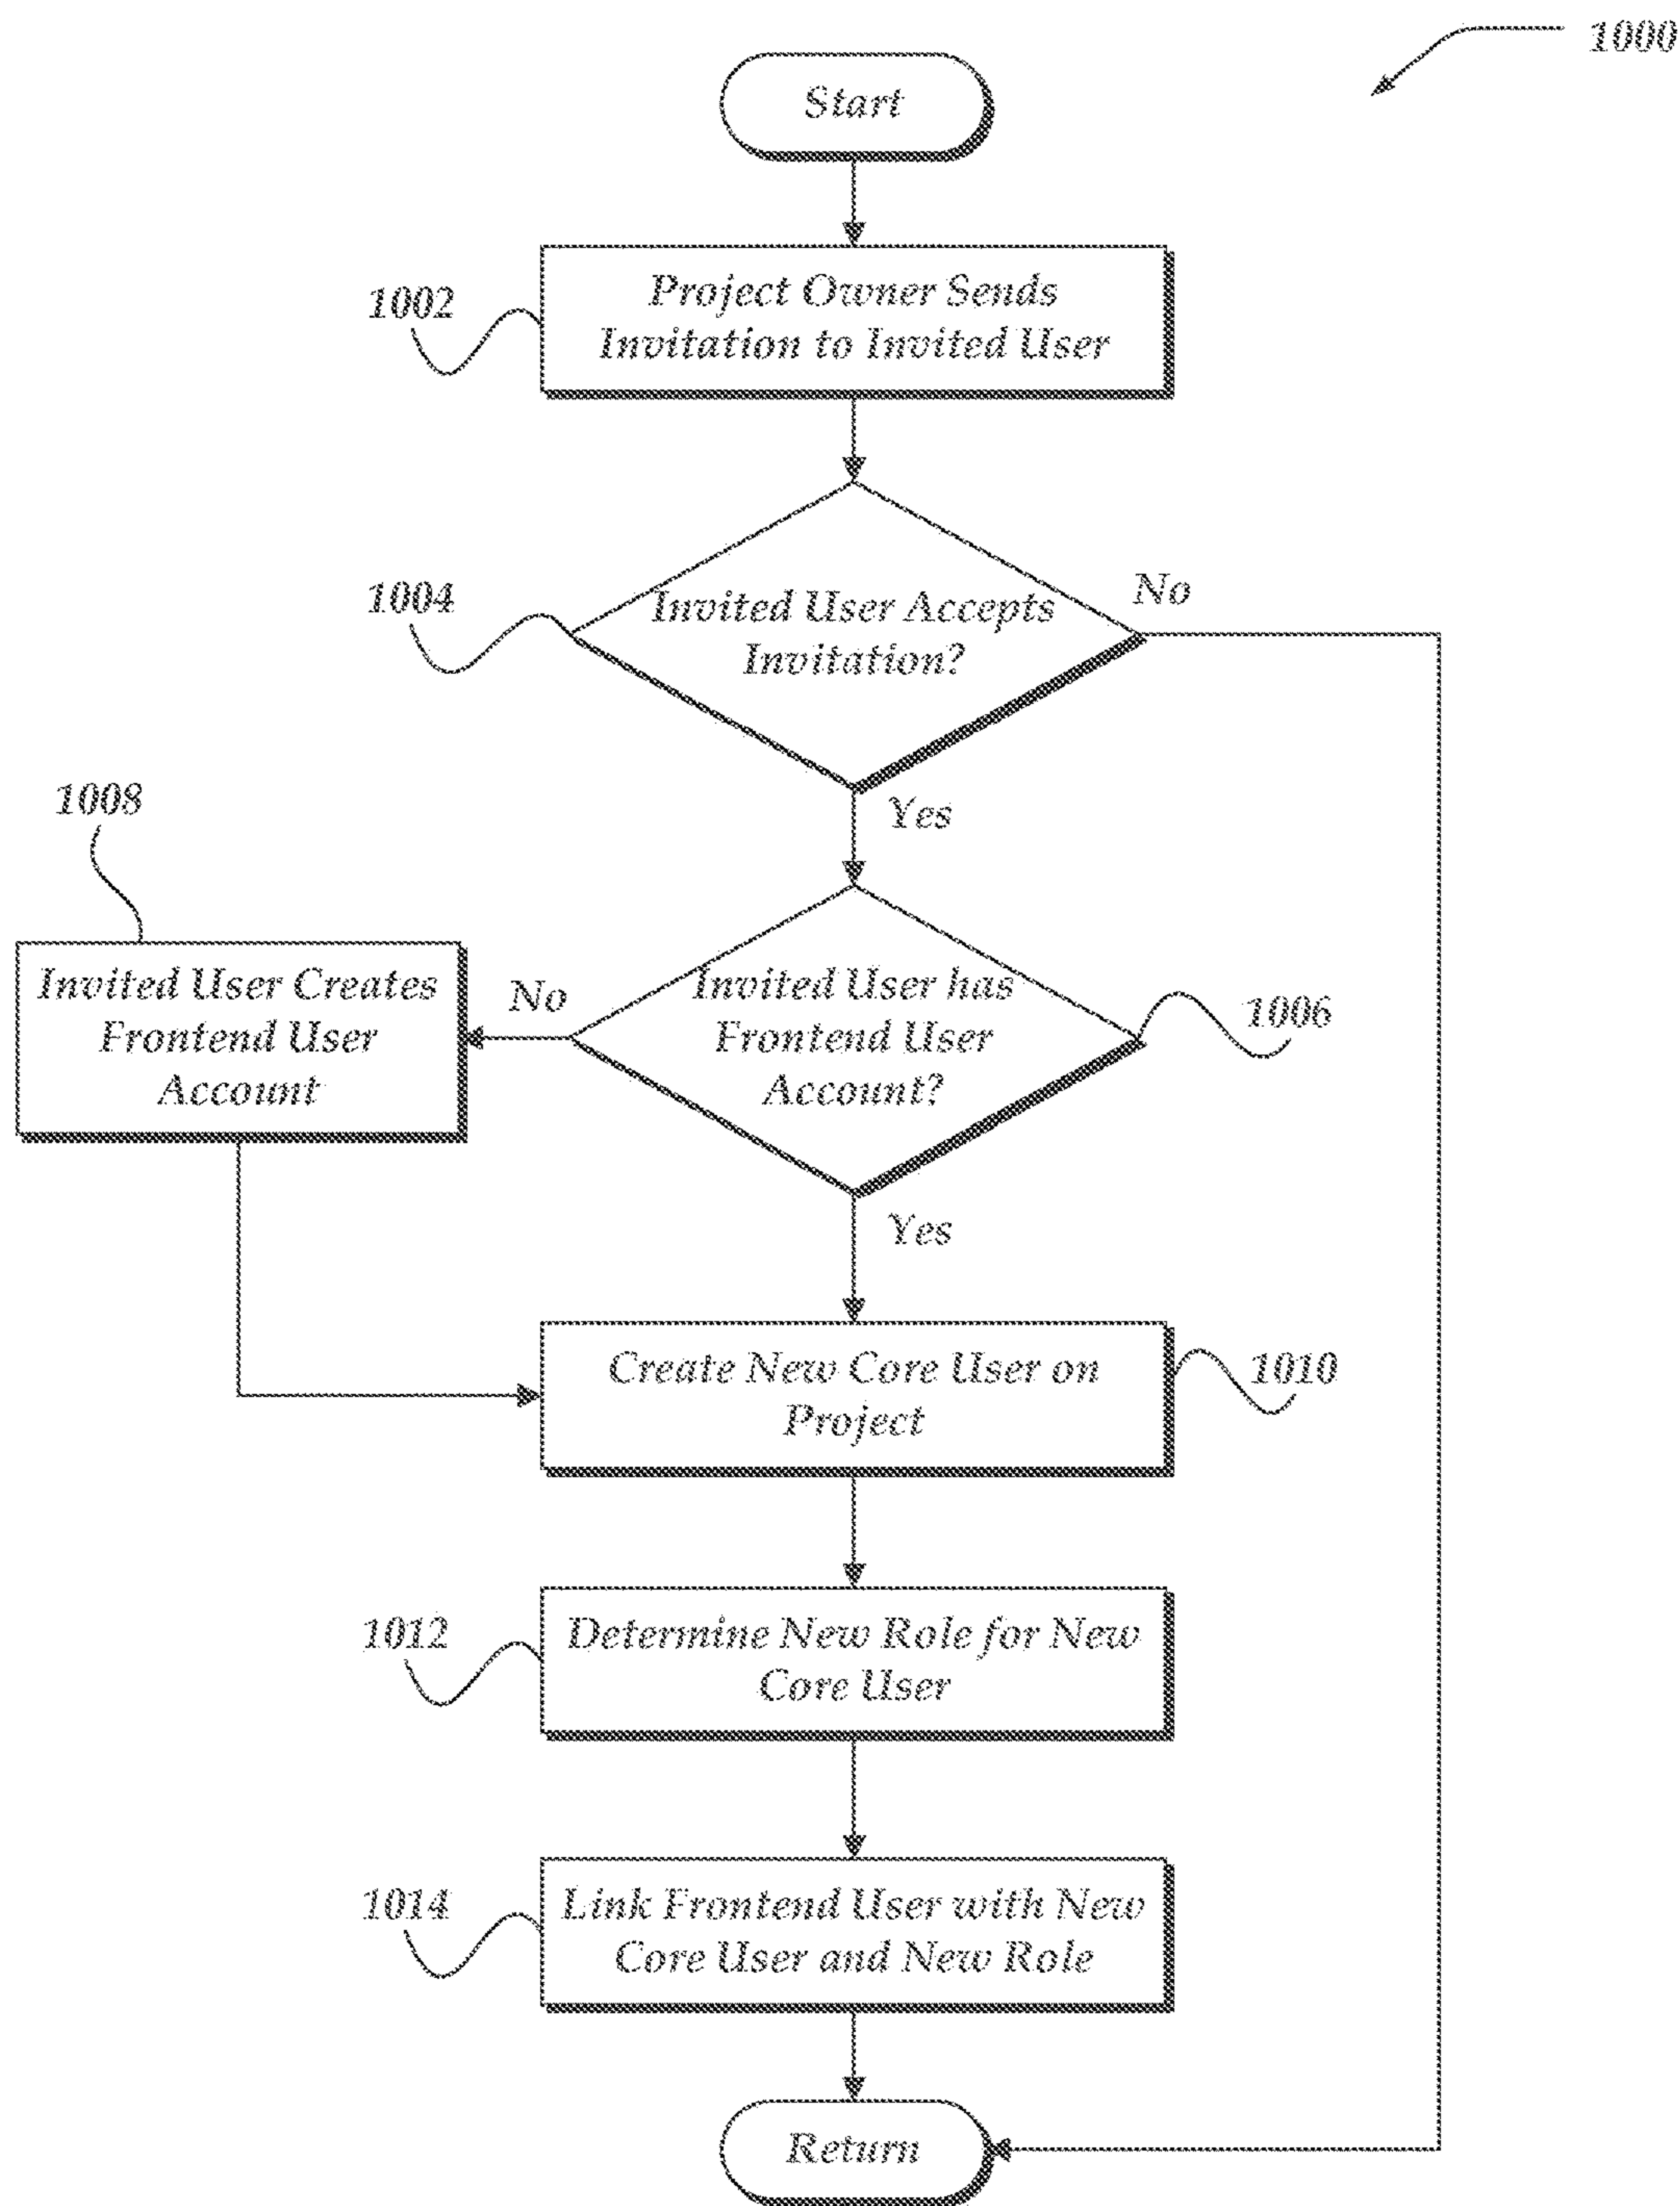 1000
Start
1002
Project Owner Sends
Invitation to Invited User
1004
Invited User Accepts
Invitation?
No
Yes
1008
Invited User Creates
Frontend User
Account
No
Invited User has
Frontend User
Account?
1006
Yes
Create New Core User on
Project
1010
1012
Determine New Role for New
Core User
1014
Link Frontend User with New
Core User and New Role
Return